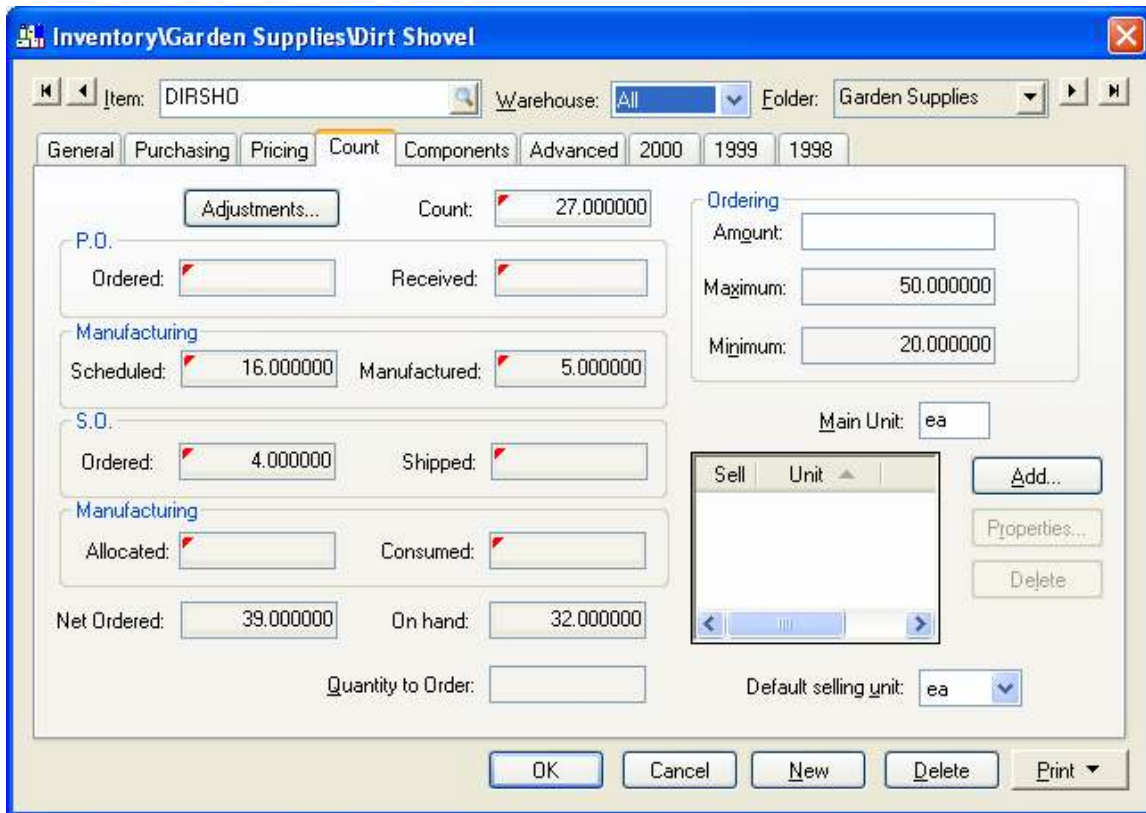 Inventory\Garden Supplies\Dirt Shovel
Item: DIRSHO Warehouse: All Folder: Garden Supplies
General Purchasing Pricing Count Components Advanced 2000 1999 1998
Adjustments... Count: 27.000000
P.O.
Ordered: Received:
Manufacturing
Scheduled: 16.000000 Manufactured: 5.000000
S.O.
Ordered: 4.000000 Shipped:
Manufacturing
Allocated: Consumed:
Net Ordered: 39.000000 On hand: 32.000000
Quantity to Order:
Ordering
Amount:
Maximum: 50.000000
Minimum: 20.000000
Main Unit: ea
Sell Unit
Add...
Properties...
Delete
Default selling unit: ea
OK Cancel New Delete Print